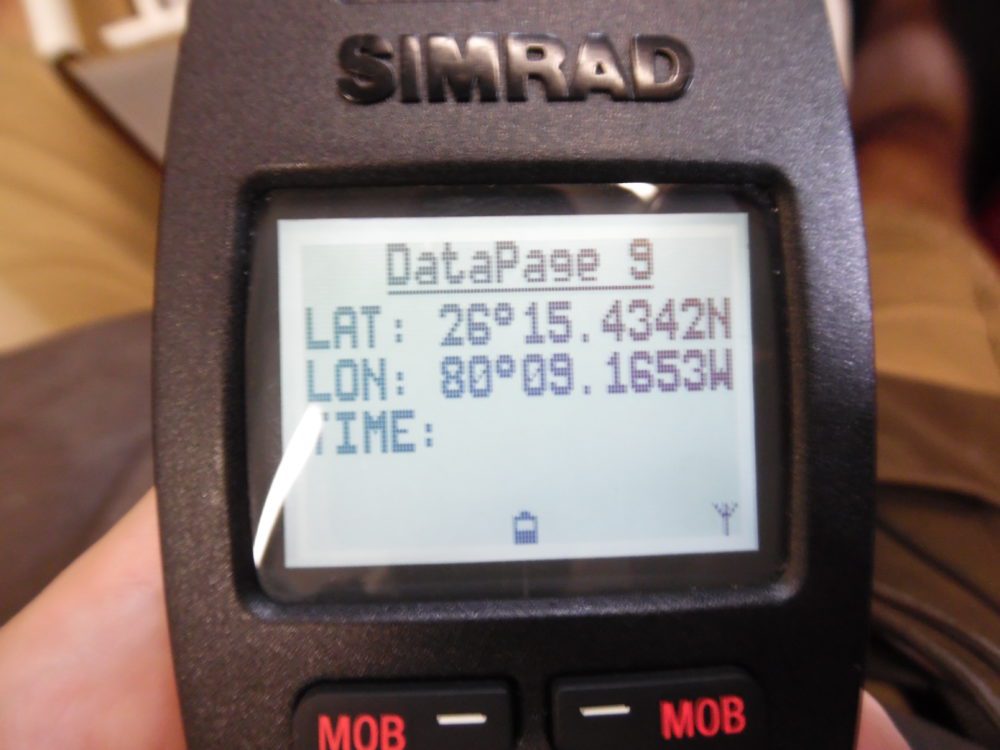 SIMRAD
DataPage 9
LAT: 26°15.4342N
LON: 80°09.1653W
TIME:
MOB
MOB